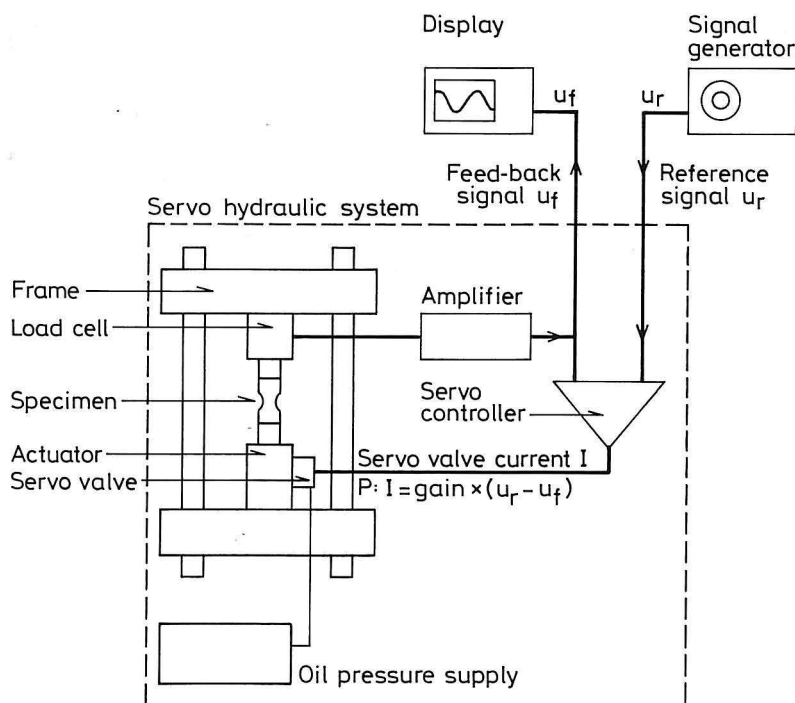 Display
Signal
generator
uf
ur
Feed-back
signal uf
Reference
signal ur
Servo hydraulic system
Frame
Load cell
Amplifier
Specimen
Servo
controller
Actuator
Servo valve
Servo valve current I
P: I = gain × (ur − uf)
Oil pressure supply